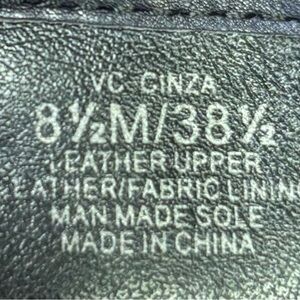 VC CINZA
8½M/38½
LEATHER UPPER
LEATHER/FABRIC LINING
MAN MADE SOLE
MADE IN CHINA